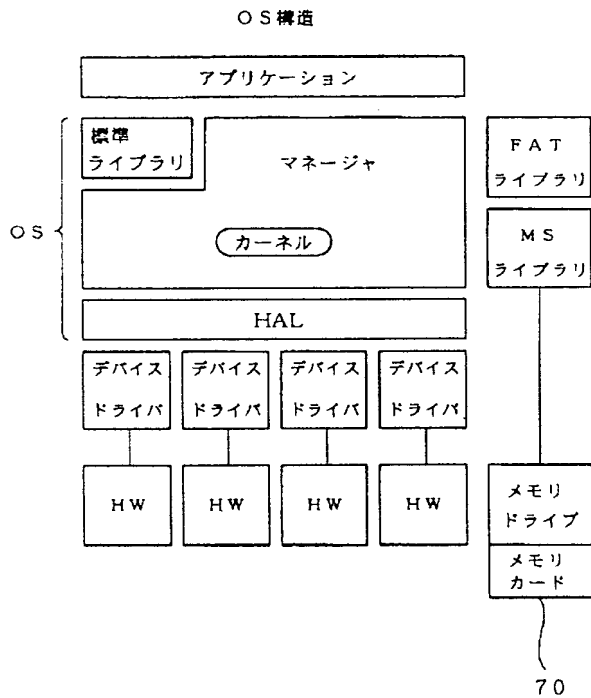 OS構造
アプリケーション
標準
ライブラリ
マネージャ
カーネル
OS
FAT
ライブラリ
MS
ライブラリ
HAL
デバイス
ドライバ
デバイス
ドライバ
デバイス
ドライバ
デバイス
ドライバ
HW
HW
HW
HW
メモリ
ドライブ
メモリ
カード
70